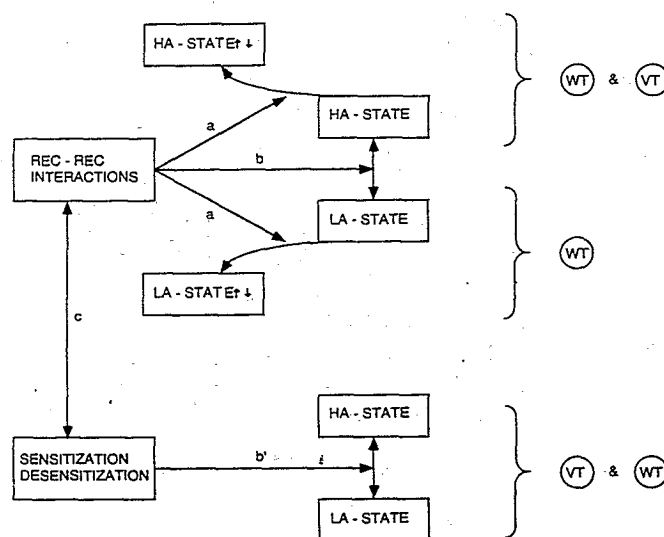 HA - STATE↑ ↓
WT & VT
HA - STATE
a
REC - REC
INTERACTIONS
b
a
LA - STATE
WT
LA - STATE↑ ↓
c
HA - STATE
SENSITIZATION
DESENSITIZATION
b'
VT & WT
LA - STATE